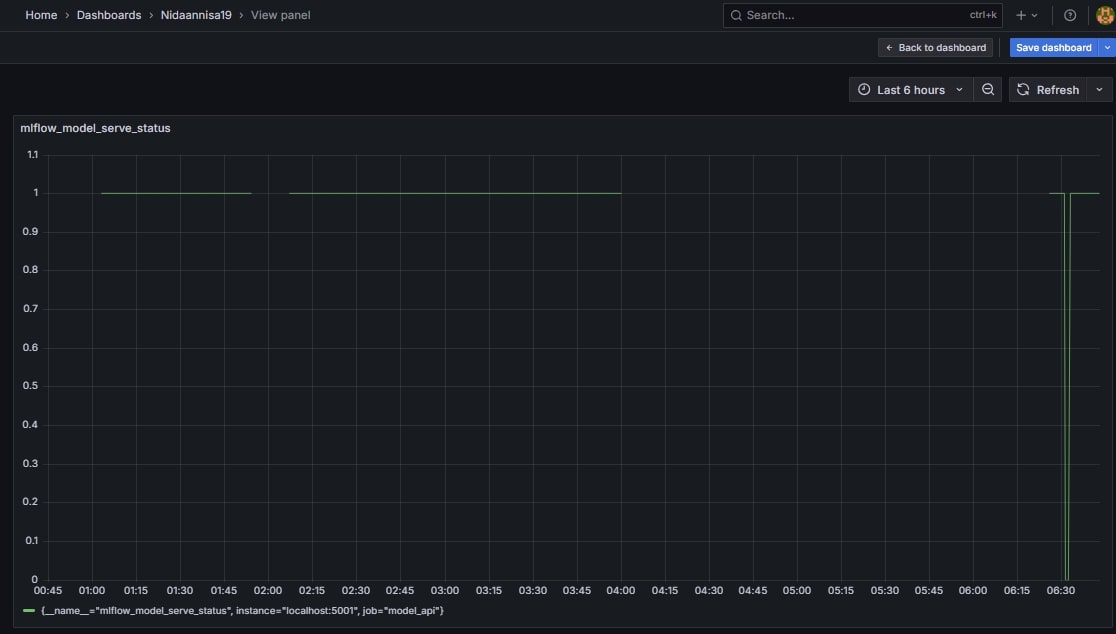 Home › Dashboards › Nidaannisa19 › View panel
Search...
ctrl+k
Back to dashboard
Save dashboard
Last 6 hours
Refresh
mlflow_model_serve_status
1.1
1
0.9
0.8
0.7
0.6
0.5
0.4
0.3
0.2
0.1
0
00:45 01:00 01:15 01:30 01:45 02:00 02:15 02:30 02:45 03:00 03:15 03:30 03:45 04:00 04:15 04:30 04:45 05:00 05:15 05:30 05:45 06:00 06:15 06:30
{__name__="mlflow_model_serve_status", instance="localhost:5001", job="model_api"}